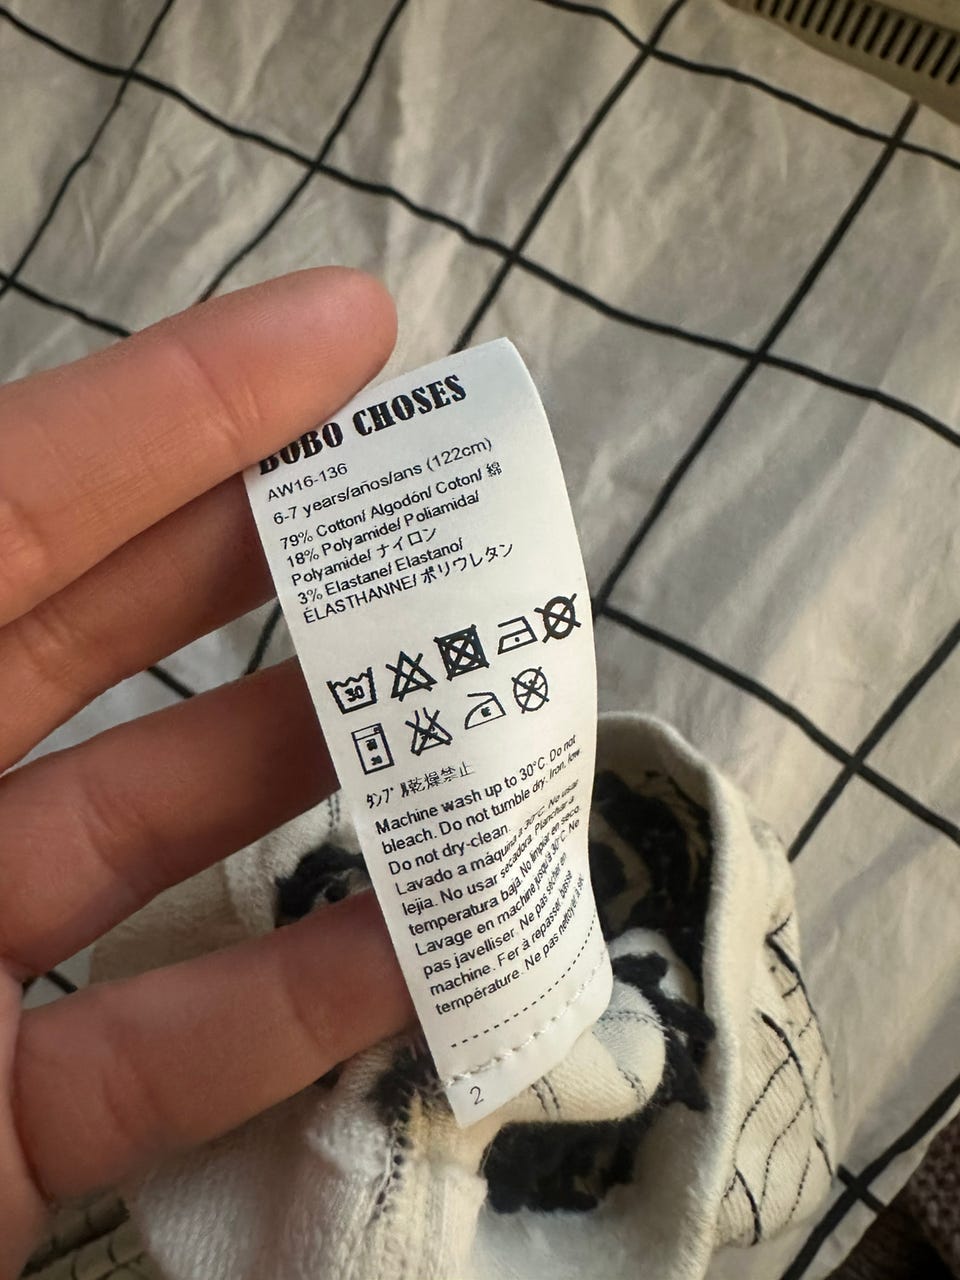 BOBO CHOSES
AW16-136
6-7 years/años/ans (122cm)
79% Cotton/ Algodón/ Coton/ 綿
18% Polyamide/ Poliamida/
Polyamide/ ナイロン
3% Elastane/ Elastano/
ÉLASTHANNE/ ポリウレタン
30
タンブル乾燥禁止
Machine wash up to 30°C. Do not
bleach. Do not tumble dry. Iron, low.
Do not dry-clean.
Lavado a máquina a 30°C. No usar
lejia. No usar secadora. Planchar a
temperatura baja. No limpiar en seco.
Lavage en machine jusqu'à 30°C. Ne
pas javelliser. Ne pas sécher en
machine. Fer à repasser, basse
température. Ne pas nettoyer à sec
2